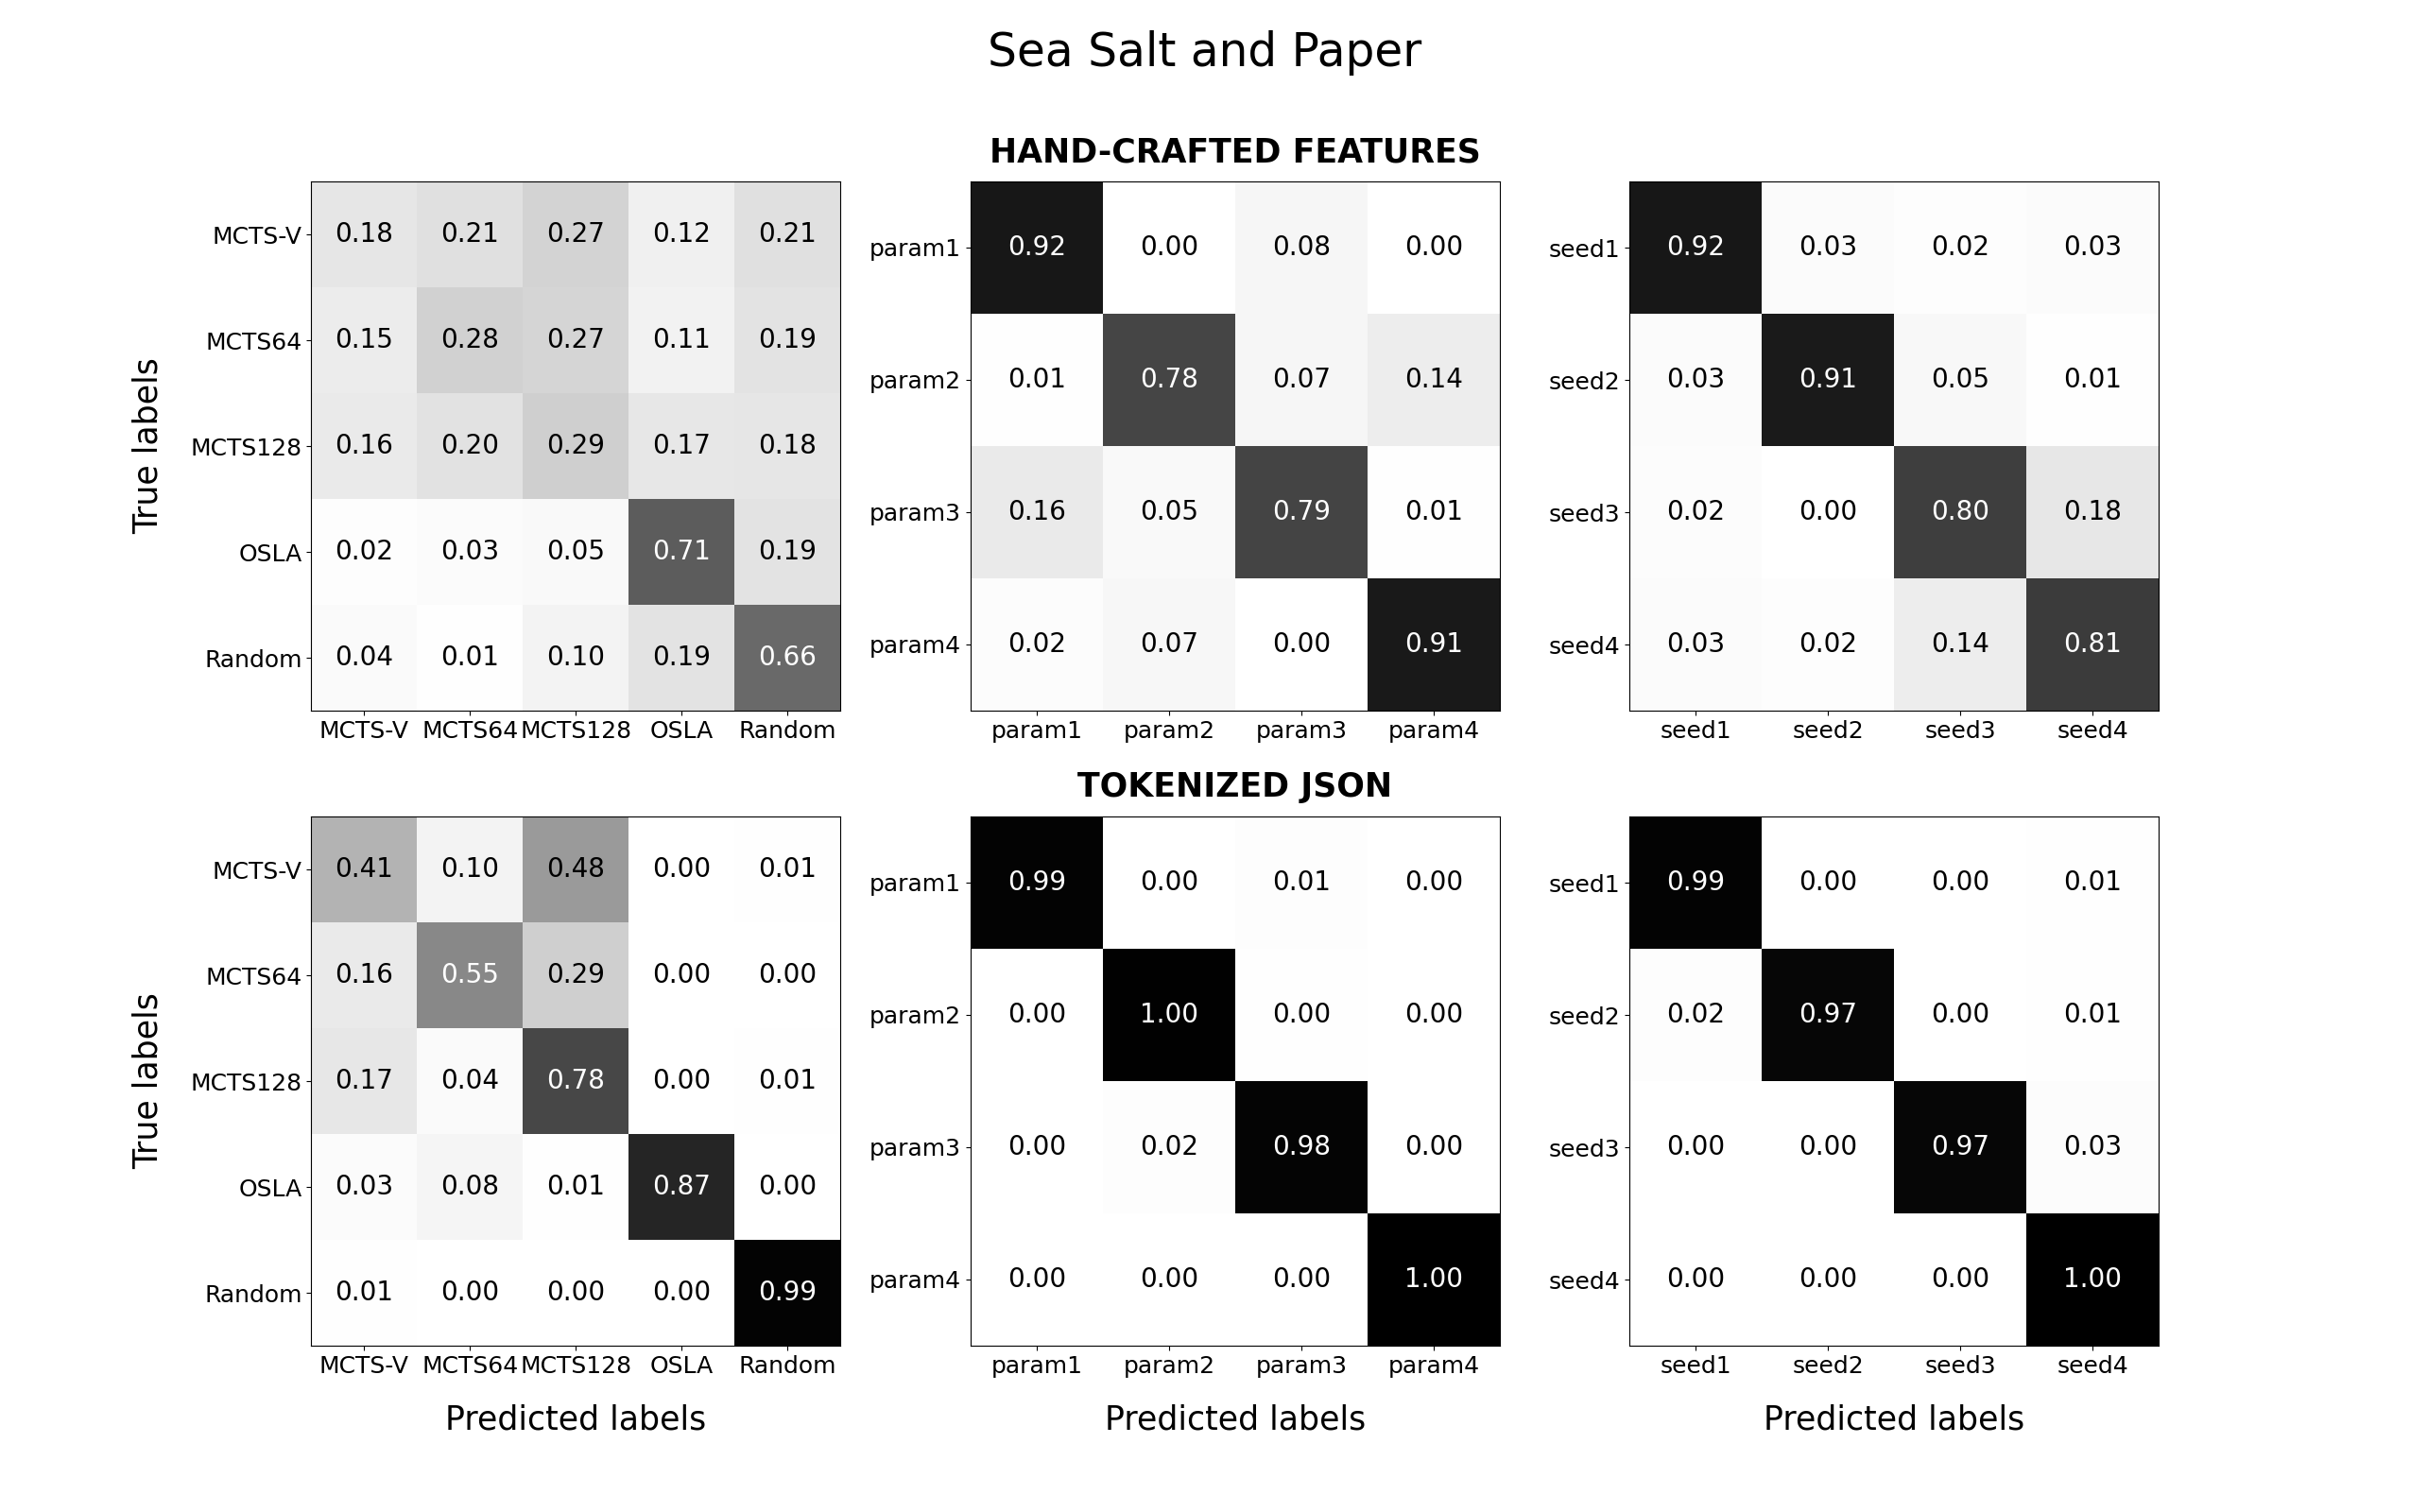 Sea Salt and Paper
HAND-CRAFTED FEATURES
True labels
MCTS-V 0.18 0.21 0.27 0.12 0.21
MCTS64 0.15 0.28 0.27 0.11 0.19
MCTS128 0.16 0.20 0.29 0.17 0.18
OSLA 0.02 0.03 0.05 0.71 0.19
Random 0.04 0.01 0.10 0.19 0.66
MCTS-V MCTS64 MCTS128 OSLA Random
param1 0.92 0.00 0.08 0.00
param2 0.01 0.78 0.07 0.14
param3 0.16 0.05 0.79 0.01
param4 0.02 0.07 0.00 0.91
param1 param2 param3 param4
seed1 0.92 0.03 0.02 0.03
seed2 0.03 0.91 0.05 0.01
seed3 0.02 0.00 0.80 0.18
seed4 0.03 0.02 0.14 0.81
seed1 seed2 seed3 seed4
TOKENIZED JSON
True labels
MCTS-V 0.41 0.10 0.48 0.00 0.01
MCTS64 0.16 0.55 0.29 0.00 0.00
MCTS128 0.17 0.04 0.78 0.00 0.01
OSLA 0.03 0.08 0.01 0.87 0.00
Random 0.01 0.00 0.00 0.00 0.99
MCTS-V MCTS64 MCTS128 OSLA Random
Predicted labels
param1 0.99 0.00 0.01 0.00
param2 0.00 1.00 0.00 0.00
param3 0.00 0.02 0.98 0.00
param4 0.00 0.00 0.00 1.00
param1 param2 param3 param4
Predicted labels
seed1 0.99 0.00 0.00 0.01
seed2 0.02 0.97 0.00 0.01
seed3 0.00 0.00 0.97 0.03
seed4 0.00 0.00 0.00 1.00
seed1 seed2 seed3 seed4
Predicted labels